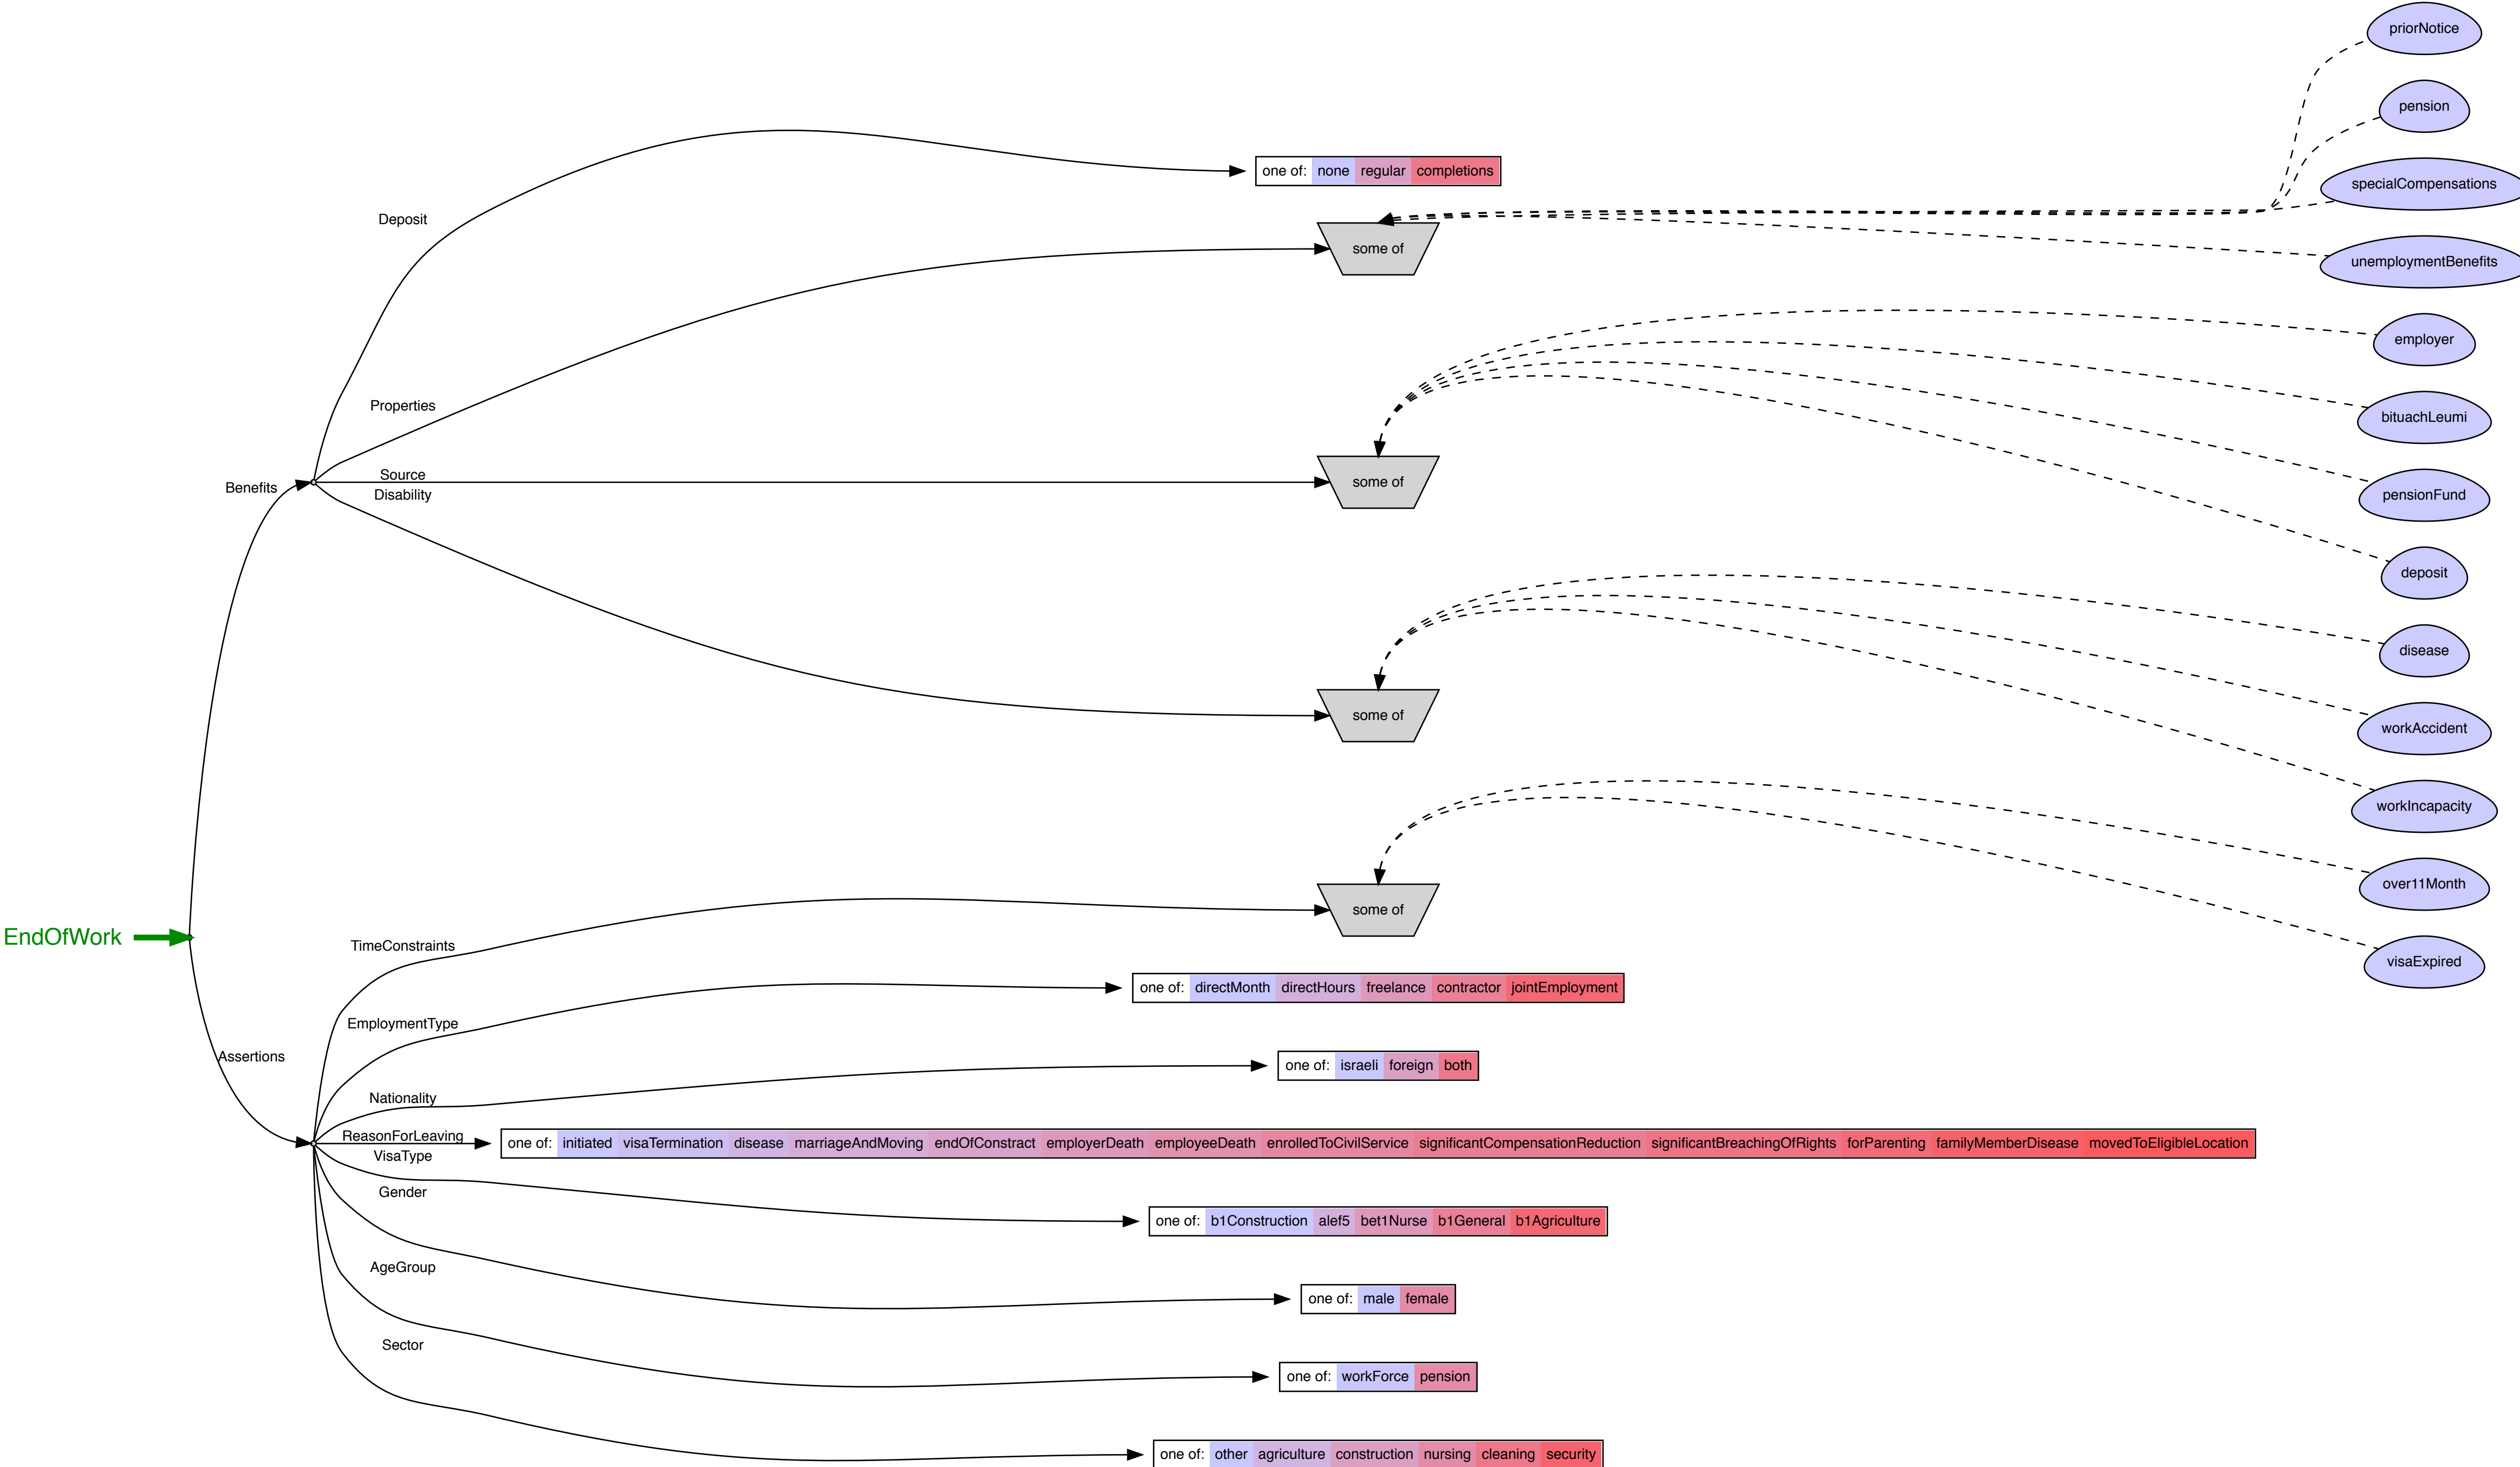 priorNotice
pension
one of: none regular completions
specialCompensations
Deposit
some of
unemploymentBenefits
employer
Properties
bituachLeumi
Source
Benefits
some of
Disability
pensionFund
deposit
disease
some of
workAccident
workIncapacity
over11Month
some of
EndOfWork
TimeConstraints
visaExpired
one of: directMonth directHours freelance contractor jointEmployment
EmploymentType
Assertions
one of: israeli foreign both
Nationality
ReasonForLeaving
one of: initiated visaTermination disease marriageAndMoving endOfConstract employerDeath employeeDeath enrolledToCivilService significantCompensationReduction significantBreachingOfRights forParenting familyMemberDisease movedToEligibleLocation
VisaType
Gender
one of: b1Construction alef5 bet1Nurse b1General b1Agriculture
AgeGroup
one of: male female
Sector
one of: workForce pension
one of: other agriculture construction nursing cleaning security